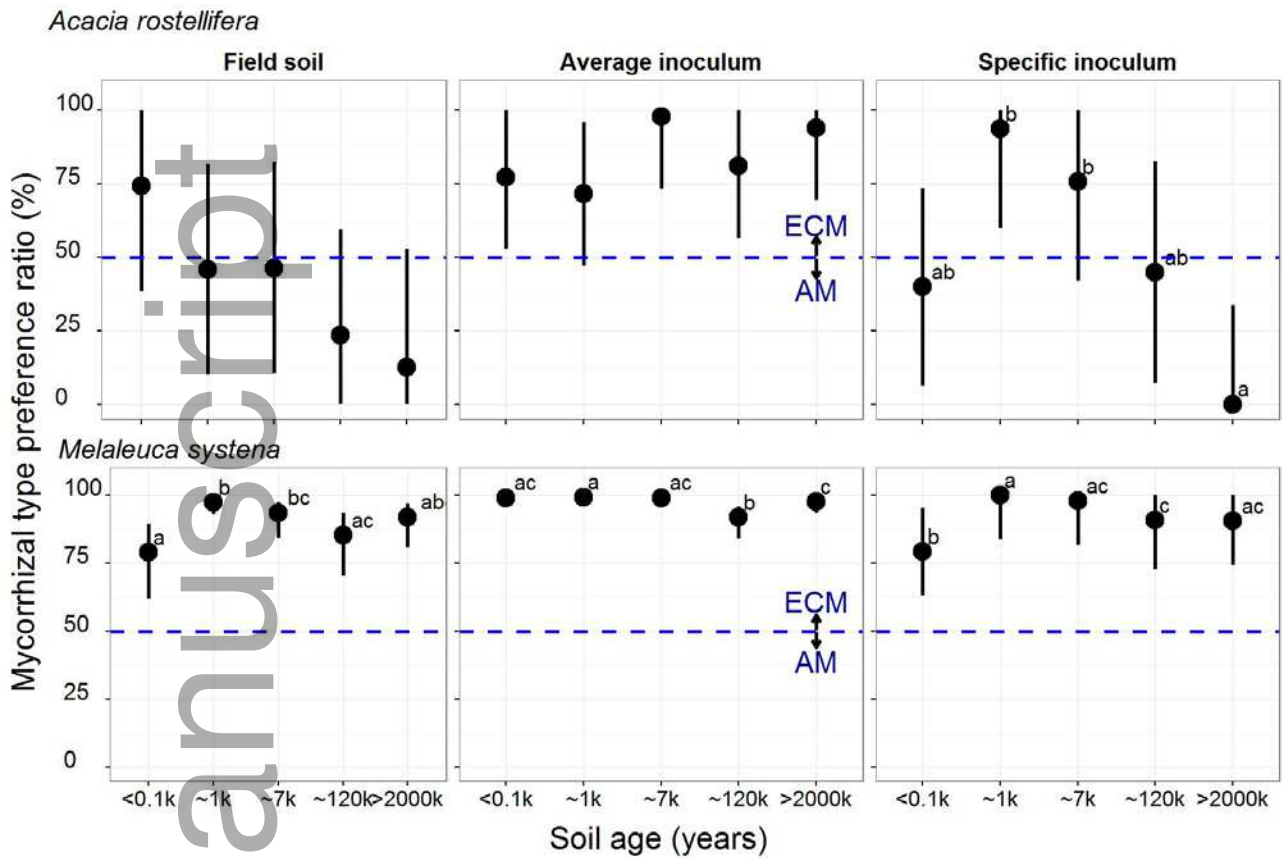 Acacia rostellifera
Field soil Average inoculum Specific inoculum
Mycorrhizal type preference ratio (%)
100
75
50
25
0
ECM
AM
ab
b
b
ab
a
Melaleuca systena
100
75
50
25
0
a
b
bc
ac
ab
ac
a
ac
b
c
ECM
AM
b
a
ac
c
ac
<0.1k ~1k ~7k ~120k >2000k <0.1k ~1k ~7k ~120k >2000k <0.1k ~1k ~7k ~120k >2000k
Soil age (years)
anuscript